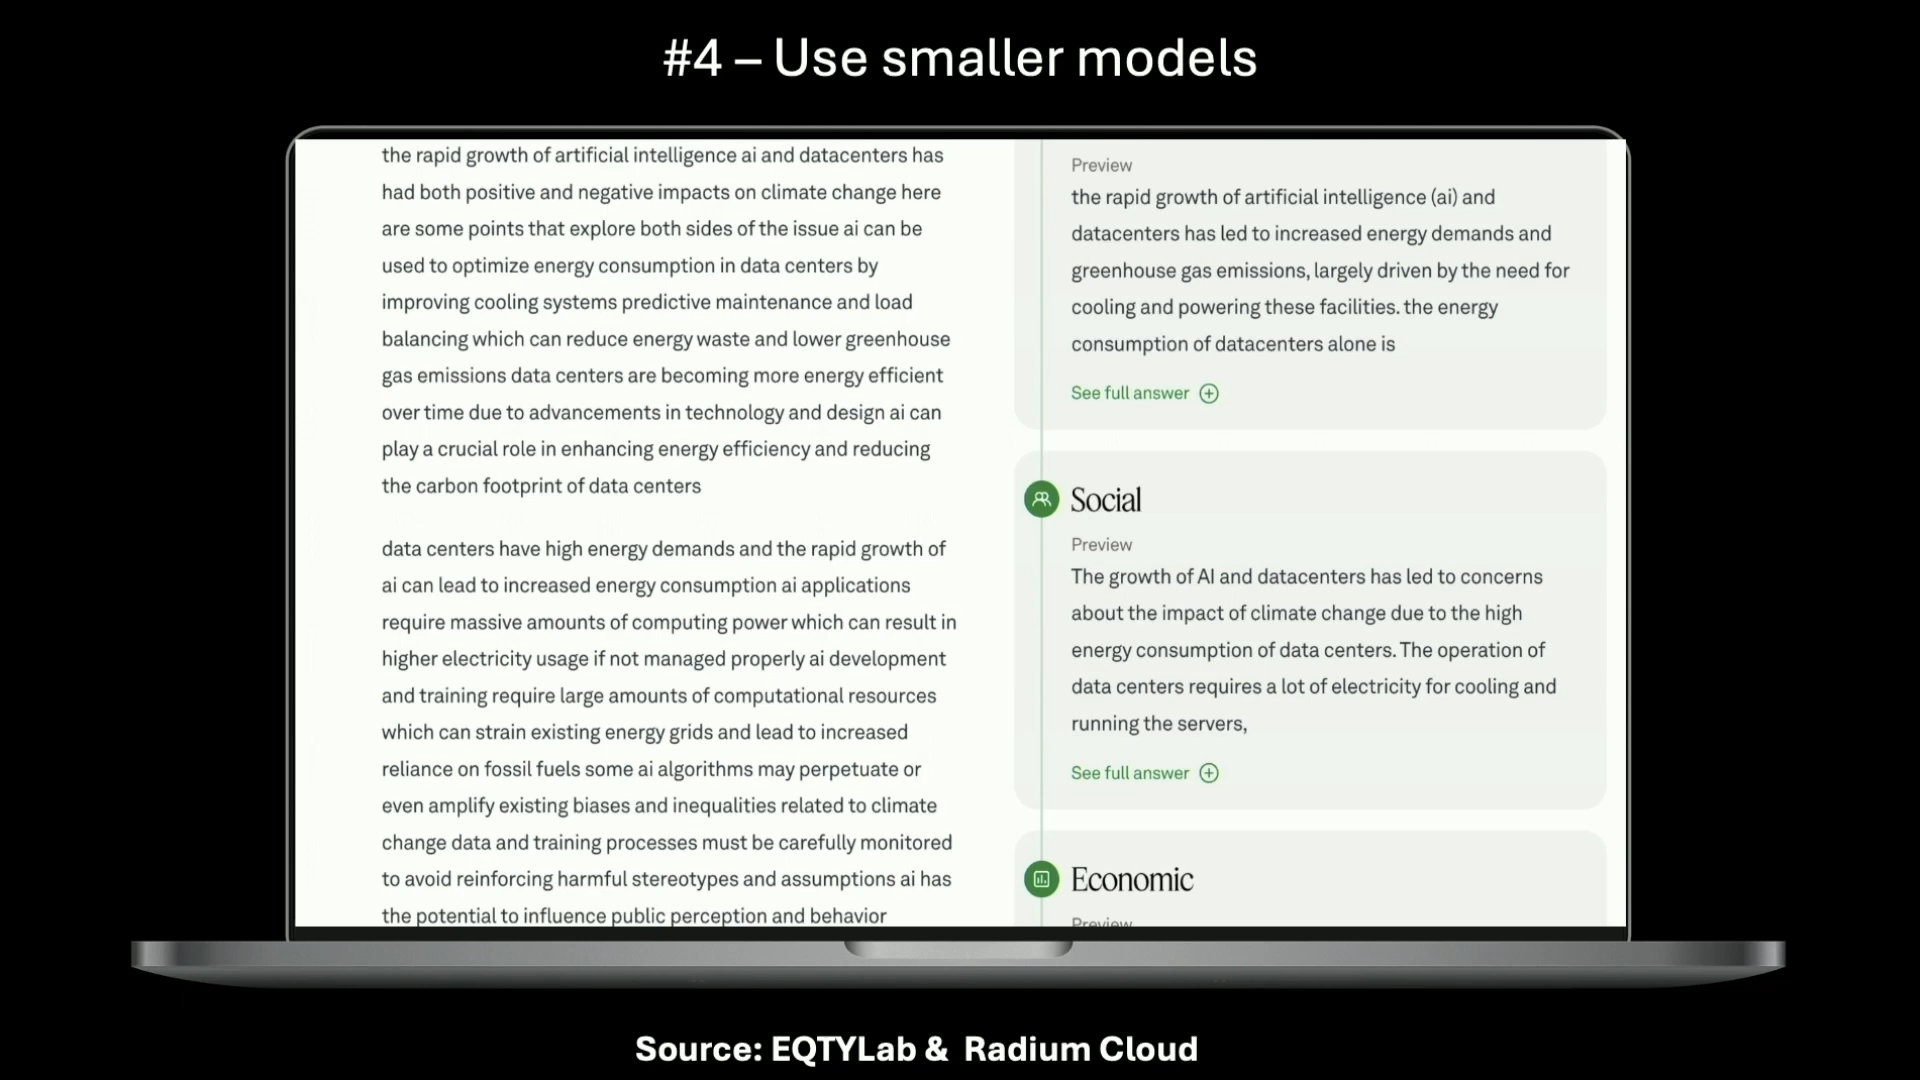 #4 – Use smaller models
the rapid growth of artificial intelligence ai and datacenters has
had both positive and negative impacts on climate change here
are some points that explore both sides of the issue ai can be
used to optimize energy consumption in data centers by
improving cooling systems predictive maintenance and load
balancing which can reduce energy waste and lower greenhouse
gas emissions data centers are becoming more energy efficient
over time due to advancements in technology and design ai can
play a crucial role in enhancing energy efficiency and reducing
the carbon footprint of data centers
data centers have high energy demands and the rapid growth of
ai can lead to increased energy consumption ai applications
require massive amounts of computing power which can result in
higher electricity usage if not managed properly ai development
and training require large amounts of computational resources
which can strain existing energy grids and lead to increased
reliance on fossil fuels some ai algorithms may perpetuate or
even amplify existing biases and inequalities related to climate
change data and training processes must be carefully monitored
to avoid reinforcing harmful stereotypes and assumptions ai has
the potential to influence public perception and behavior
Preview
the rapid growth of artificial intelligence (ai) and
datacenters has led to increased energy demands and
greenhouse gas emissions, largely driven by the need for
cooling and powering these facilities. the energy
consumption of datacenters alone is
See full answer
Social
Preview
The growth of AI and datacenters has led to concerns
about the impact of climate change due to the high
energy consumption of data centers. The operation of
data centers requires a lot of electricity for cooling and
running the servers,
See full answer
Economic
Preview
Source: EQTYLab & Radium Cloud